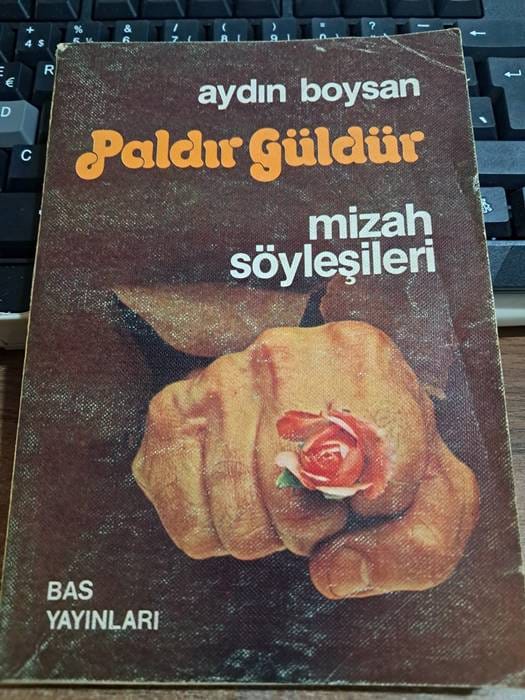 aydın boysan
Paldır Güldür
mizah
söyleşileri
BAS
YAYINLARI